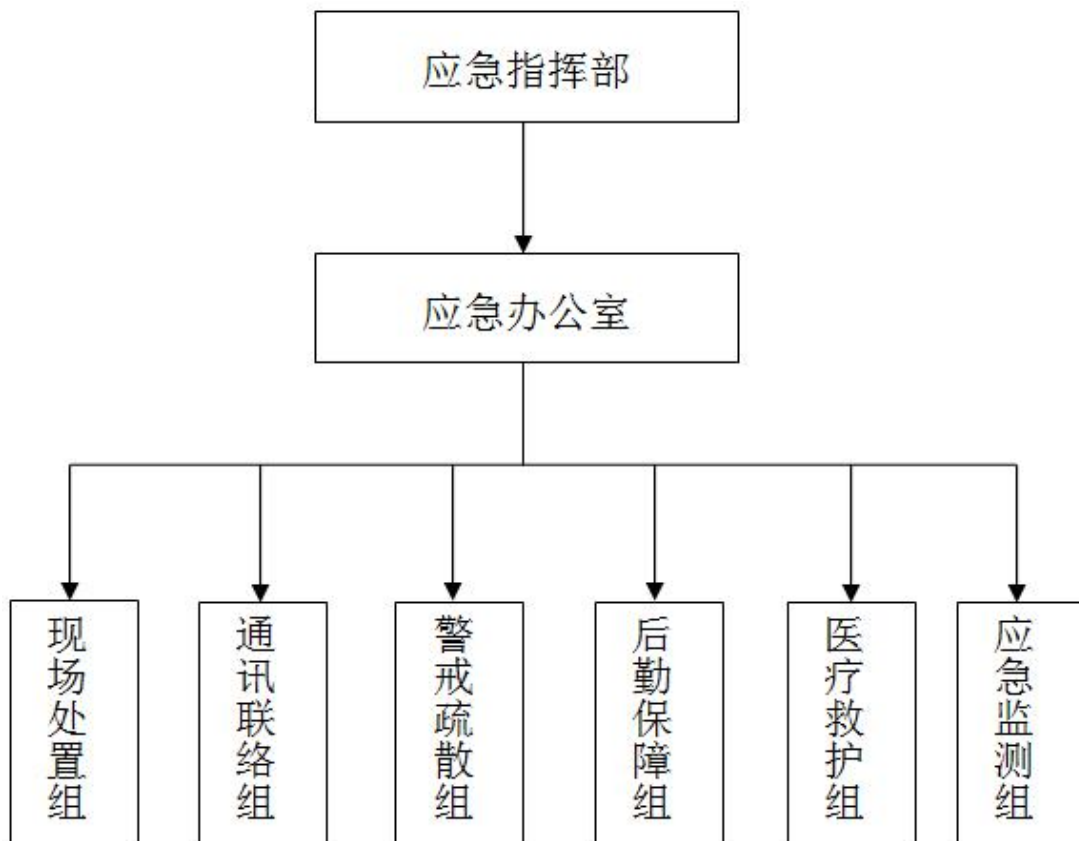 应急指挥部
应急办公室
现场处置组
通讯联络组
警戒疏散组
后勤保障组
医疗救护组
应急监测组